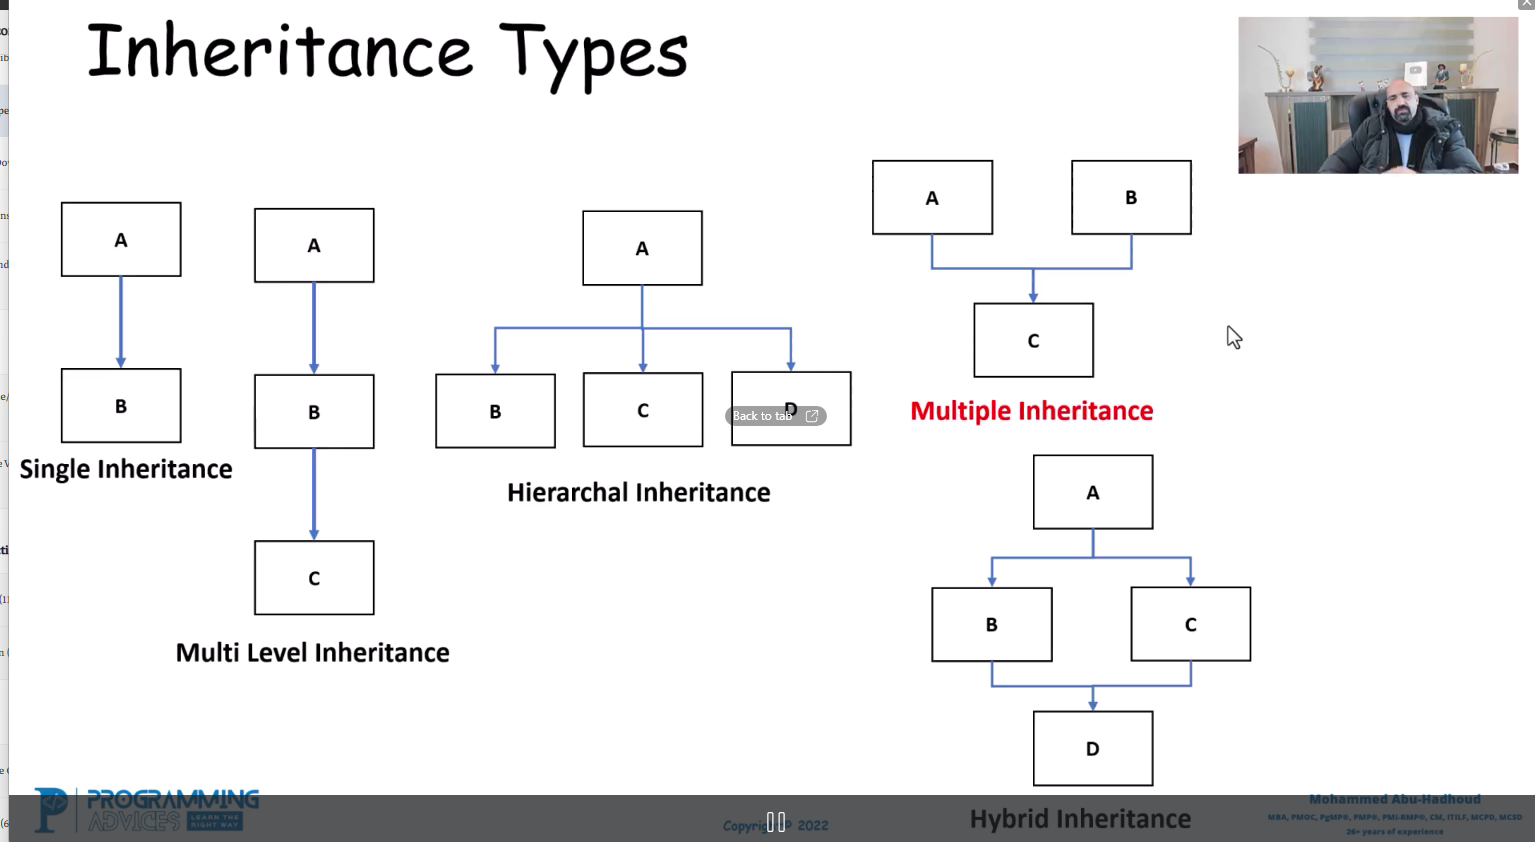 Inheritance Types
A
B
Single Inheritance
A
B
C
Multi Level Inheritance
A
B
C
D
Back to tab
Hierarchal Inheritance
A
B
C
Multiple Inheritance
A
B
C
D
Hybrid Inheritance
PROGRAMMING
ADVICES
LEARN THE
RIGHT WAY
Copyright© 2022
Mohammed Abu-Hadhoud
MBA, PMOC, PgMP®, PMP®, PMI-RMP®, CM, ITILF, MCPD, MCSD
26+ years of experience